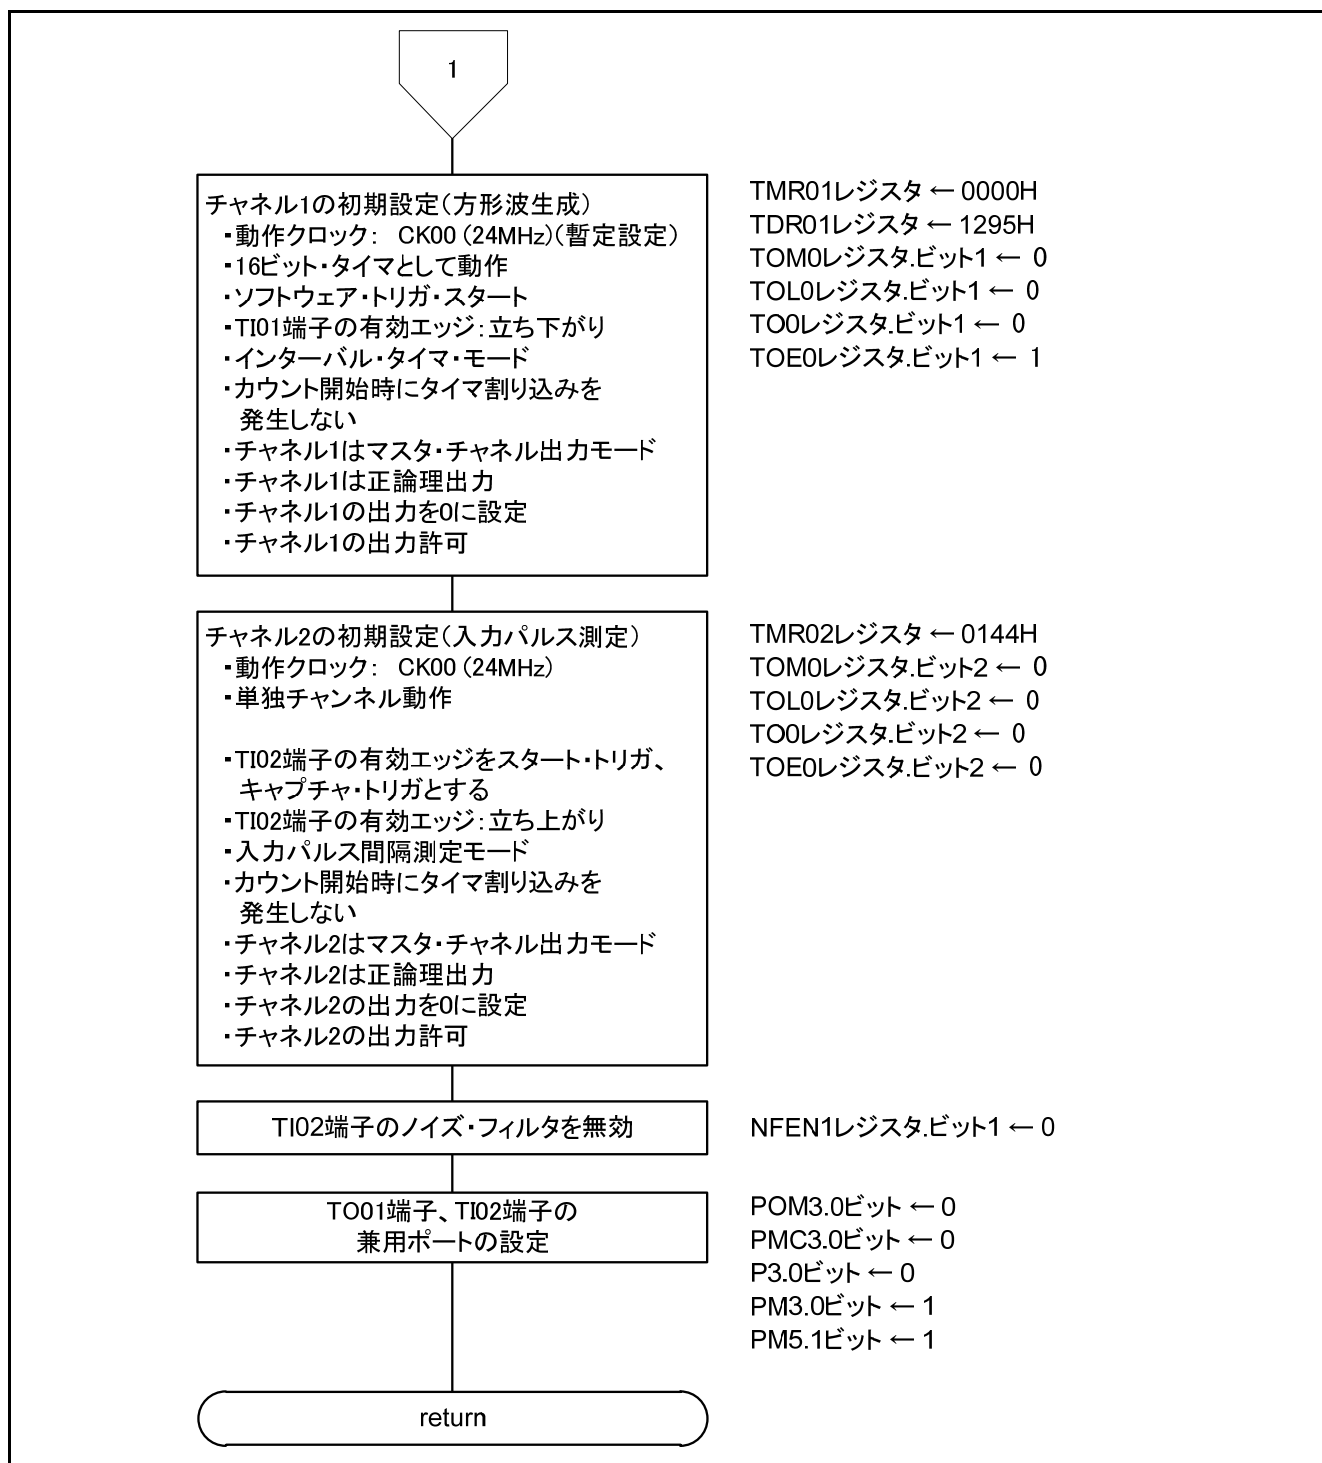 1
チャネル1の初期設定(方形波生成)
・動作クロック： CK00 (24MHz)(暫定設定)
・16ビット・タイマとして動作
・ソフトウェア・トリガ・スタート
・TI01端子の有効エッジ：立ち下がり
・インターバル・タイマ・モード
・カウント開始時にタイマ割り込みを
発生しない
・チャネル1はマスタ・チャネル出力モード
・チャネル1は正論理出力
・チャネル1の出力を0に設定
・チャネル1の出力許可
TMR01レジスタ ← 0000H
TDR01レジスタ ← 1295H
TOM0レジスタ.ビット1 ← 0
TOL0レジスタ.ビット1 ← 0
TO0レジスタ.ビット1 ← 0
TOE0レジスタ.ビット1 ← 1
チャネル2の初期設定(入力パルス測定)
・動作クロック： CK00 (24MHz)
・単独チャンネル動作
・TI02端子の有効エッジをスタート・トリガ、
キャプチャ・トリガとする
・TI02端子の有効エッジ：立ち上がり
・入力パルス間隔測定モード
・カウント開始時にタイマ割り込みを
発生しない
・チャネル2はマスタ・チャネル出力モード
・チャネル2は正論理出力
・チャネル2の出力を0に設定
・チャネル2の出力許可
TMR02レジスタ ← 0144H
TOM0レジスタ.ビット2 ← 0
TOL0レジスタ.ビット2 ← 0
TO0レジスタ.ビット2 ← 0
TOE0レジスタ.ビット2 ← 0
TI02端子のノイズ・フィルタを無効
NFEN1レジスタ.ビット1 ← 0
TO01端子、TI02端子の
兼用ポートの設定
POM3.0ビット ← 0
PMC3.0ビット ← 0
P3.0ビット ← 0
PM3.0ビット ← 1
PM5.1ビット ← 1
return